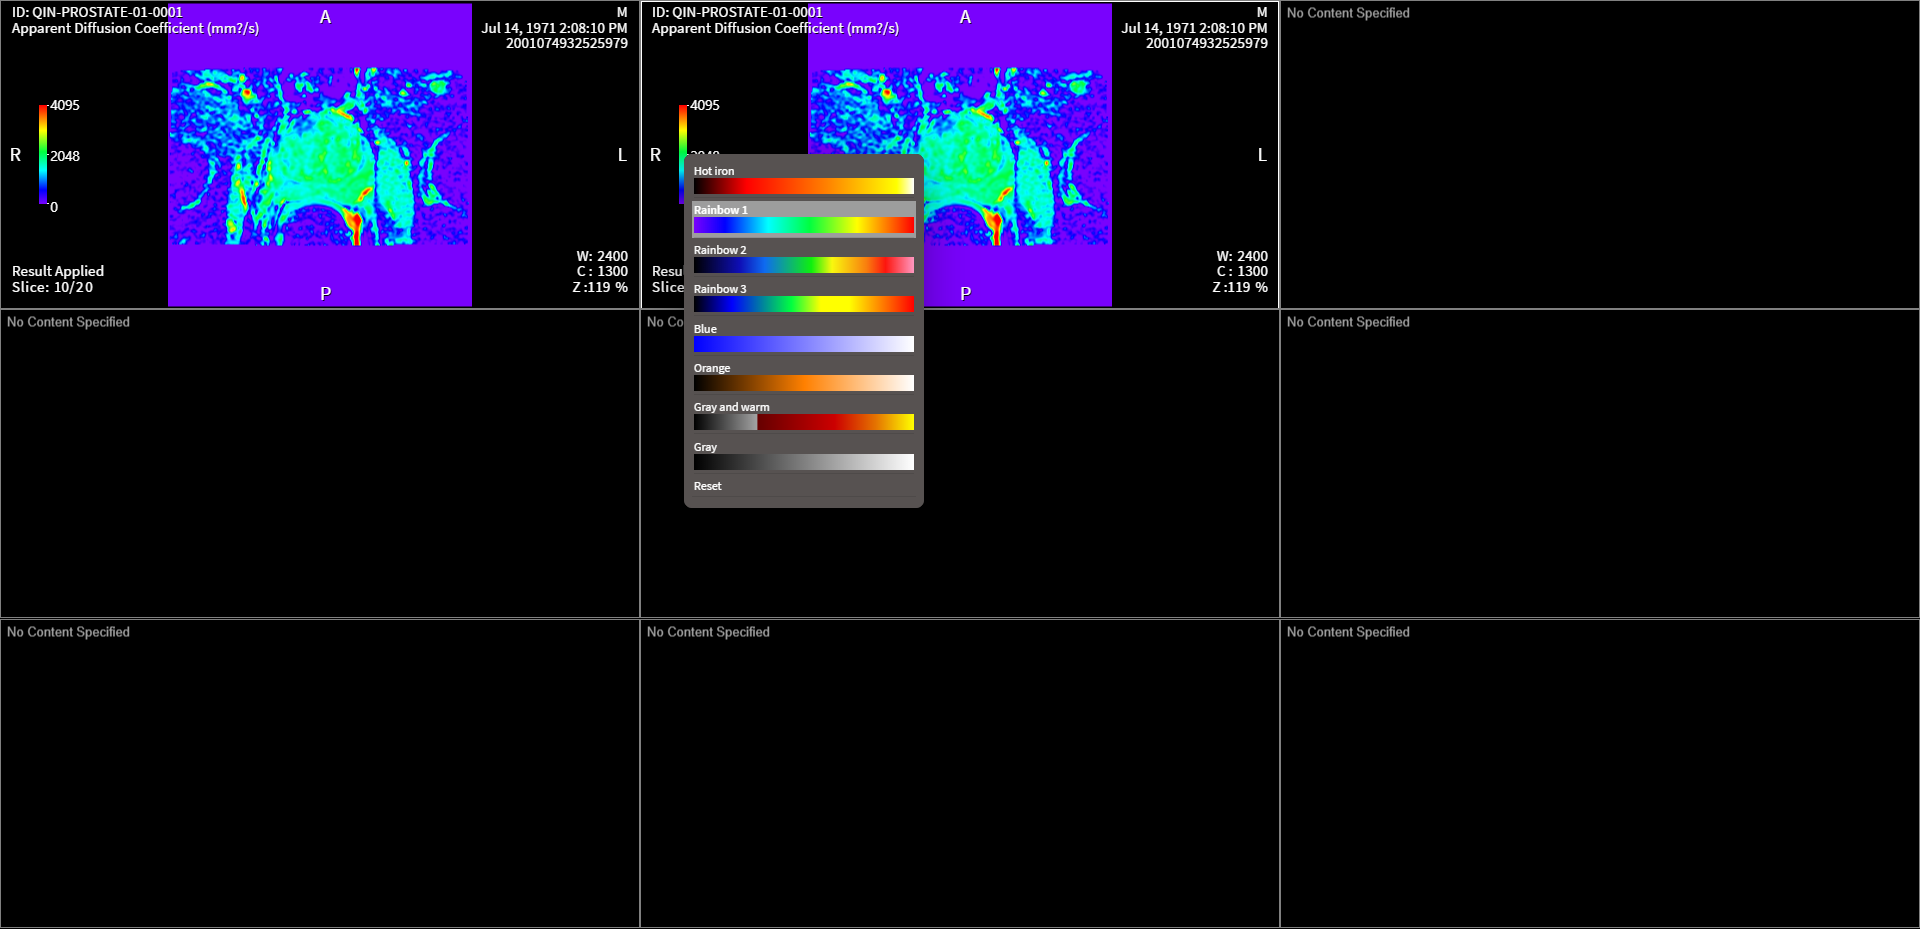 ID: QIN-PROSTATE-01-0001
Apparent Diffusion Coefficient (mm?/s)
A
M
Jul 14, 1971 2:08:10 PM
2001074932525979
4095
2048
0
R
L
W: 2400
C : 1300
Z :119 %
Result Applied
Slice: 10/20
P
ID: QIN-PROSTATE-01-0001
Apparent Diffusion Coefficient (mm?/s)
A
M
Jul 14, 1971 2:08:10 PM
2001074932525979
4095
R
L
W: 2400
C : 1300
Z :119 %
Resu
Slice
P
Hot iron
Rainbow 1
Rainbow 2
Rainbow 3
Blue
Orange
Gray and warm
Gray
Reset
No Content Specified
No Content Specified
No Co
No Content Specified
No Content Specified
No Content Specified
No Content Specified